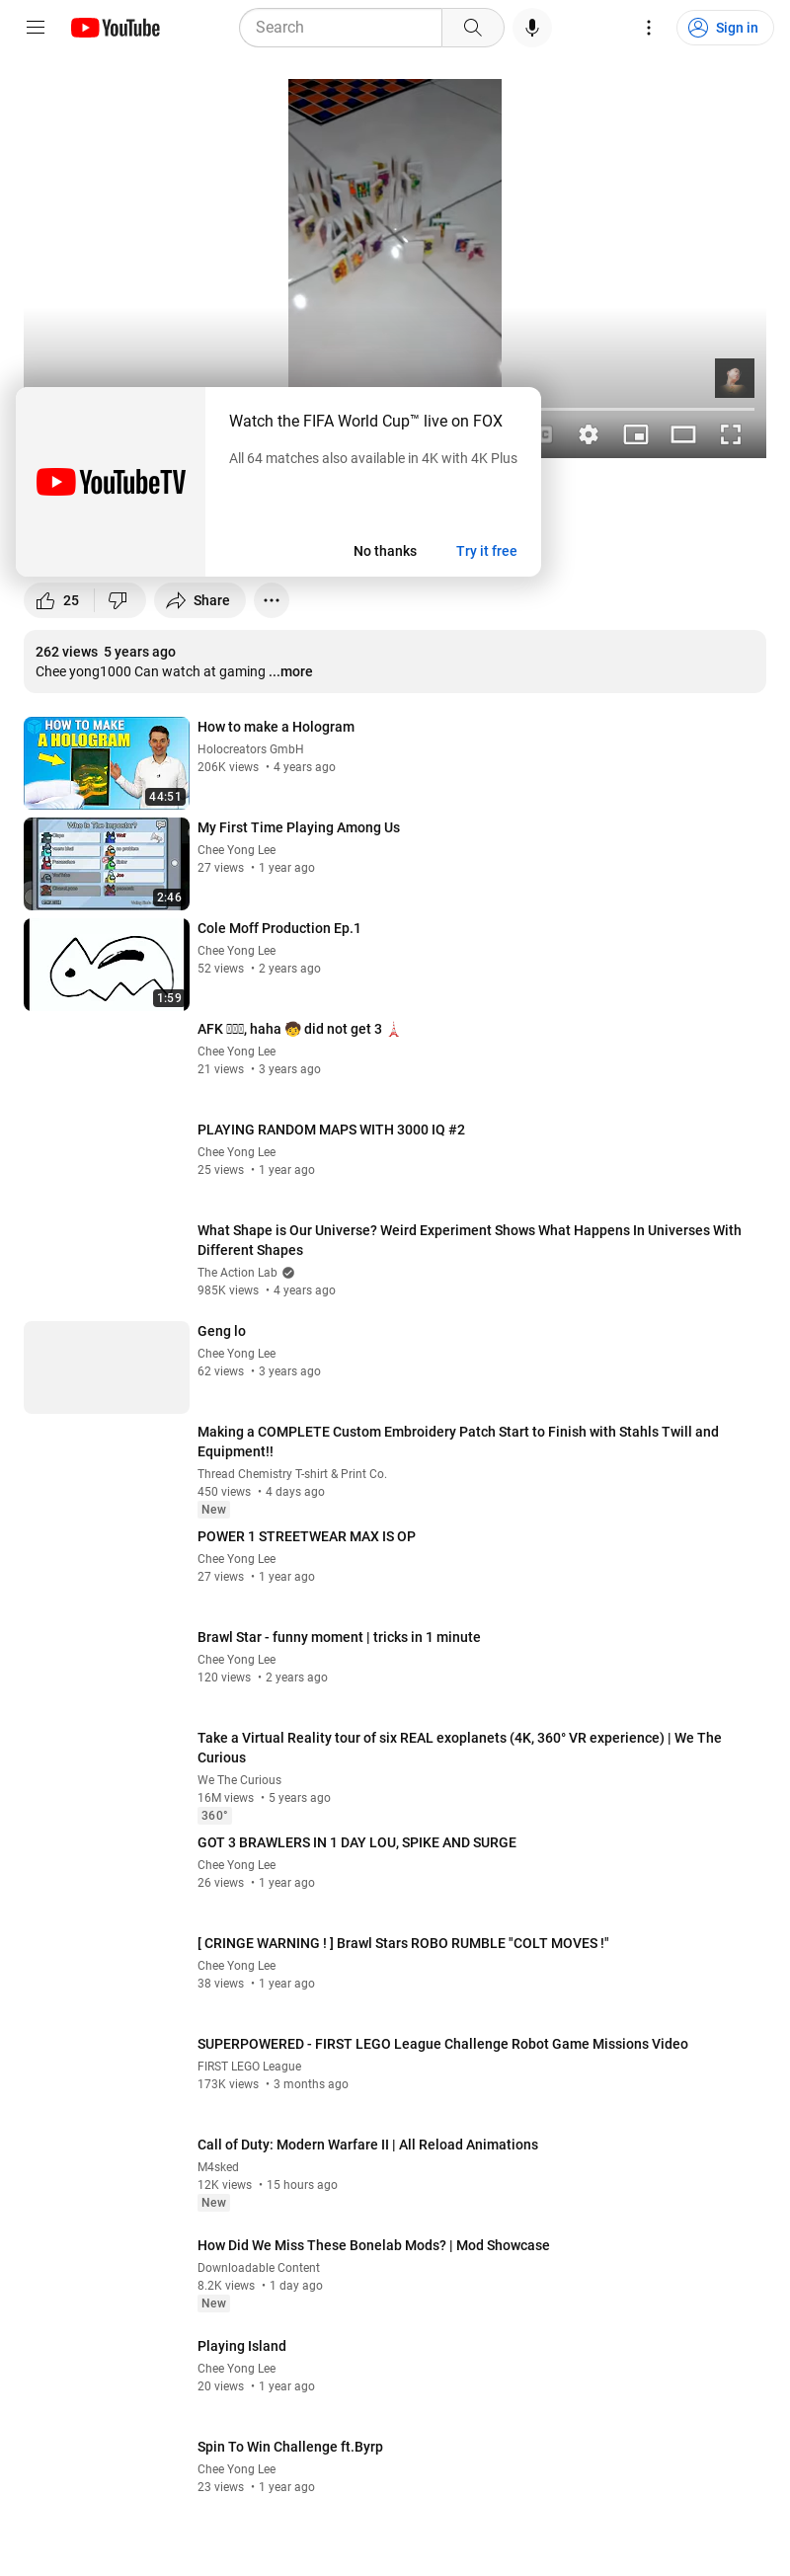 YouTube
Search
Sign in
Watch the FIFA World Cup™ live on FOX
All 64 matches also available in 4K with 4K Plus
YouTubeTV
No thanks
Try it free
25
Share
262 views 5 years ago
Chee yong1000 Can watch at gaming ...more
HOW TO MAKE
A HOLOGRAM
44:51
How to make a Hologram
Holocreators GmbH
206K views • 4 years ago
Who Is The Impostor?
2:46
My First Time Playing Among Us
Chee Yong Lee
27 views • 1 year ago
1:59
Cole Moff Production Ep.1
Chee Yong Lee
52 views • 2 years ago
AFK , haha 🧒 did not get 3 🗼
Chee Yong Lee
21 views • 3 years ago
PLAYING RANDOM MAPS WITH 3000 IQ #2
Chee Yong Lee
25 views • 1 year ago
What Shape is Our Universe? Weird Experiment Shows What Happens In Universes With
Different Shapes
The Action Lab
985K views • 4 years ago
Geng lo
Chee Yong Lee
62 views • 3 years ago
Making a COMPLETE Custom Embroidery Patch Start to Finish with Stahls Twill and
Equipment!!
Thread Chemistry T-shirt & Print Co.
450 views • 4 days ago
New
POWER 1 STREETWEAR MAX IS OP
Chee Yong Lee
27 views • 1 year ago
Brawl Star - funny moment | tricks in 1 minute
Chee Yong Lee
120 views • 2 years ago
Take a Virtual Reality tour of six REAL exoplanets (4K, 360° VR experience) | We The
Curious
We The Curious
16M views • 5 years ago
360°
GOT 3 BRAWLERS IN 1 DAY LOU, SPIKE AND SURGE
Chee Yong Lee
26 views • 1 year ago
[ CRINGE WARNING ! ] Brawl Stars ROBO RUMBLE "COLT MOVES !"
Chee Yong Lee
38 views • 1 year ago
SUPERPOWERED - FIRST LEGO League Challenge Robot Game Missions Video
FIRST LEGO League
173K views • 3 months ago
Call of Duty: Modern Warfare II | All Reload Animations
M4sked
12K views • 15 hours ago
New
How Did We Miss These Bonelab Mods? | Mod Showcase
Downloadable Content
8.2K views • 1 day ago
New
Playing Island
Chee Yong Lee
20 views • 1 year ago
Spin To Win Challenge ft.Byrp
Chee Yong Lee
23 views • 1 year ago